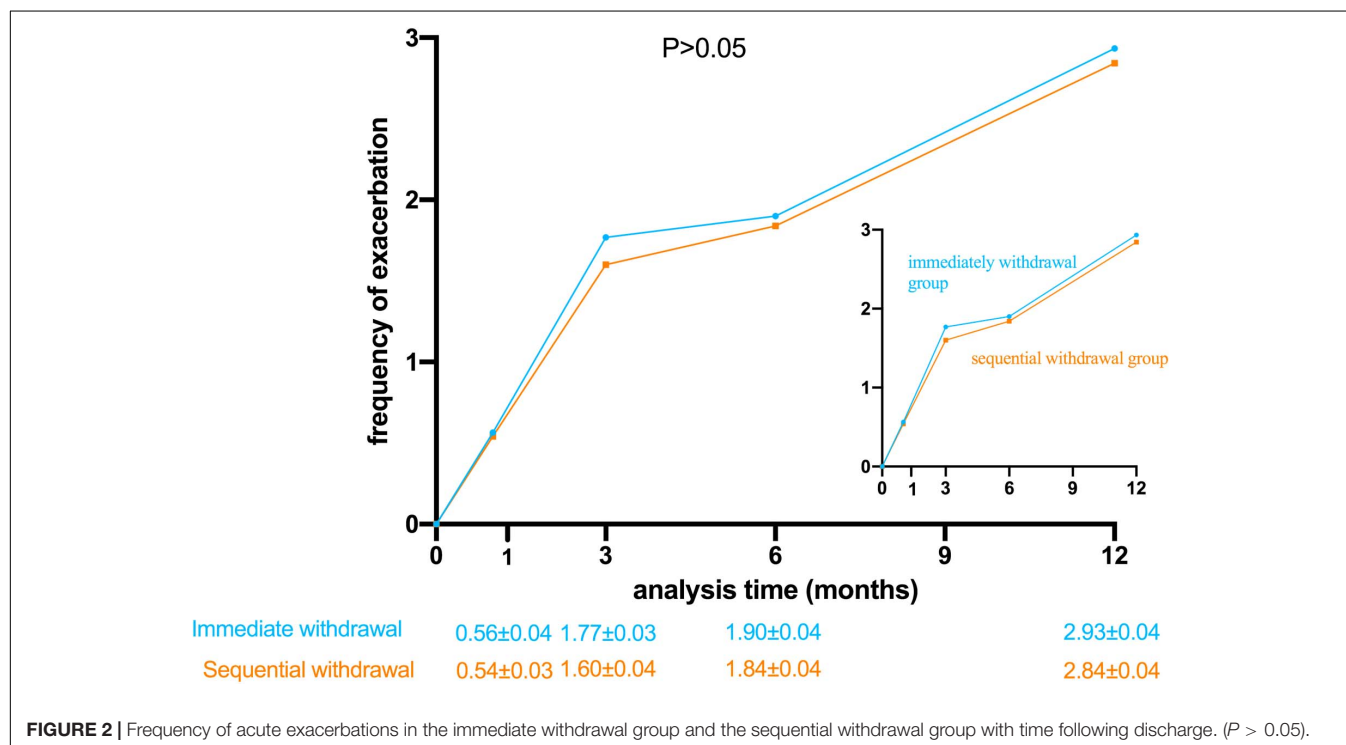 3
P>0.05
2
1
0
frequency of exacerbation
0 1 3 6 9 12
analysis time (months)
3
2
1
0
immediately withdrawal
group
sequential withdrawal group
0 1 3 6 9 12
Immediate withdrawal 0.56±0.04 1.77±0.03 1.90±0.04 2.93±0.04
Sequential withdrawal 0.54±0.03 1.60±0.04 1.84±0.04 2.84±0.04
FIGURE 2 | Frequency of acute exacerbations in the immediate withdrawal group and the sequential withdrawal group with time following discharge. (P > 0.05).